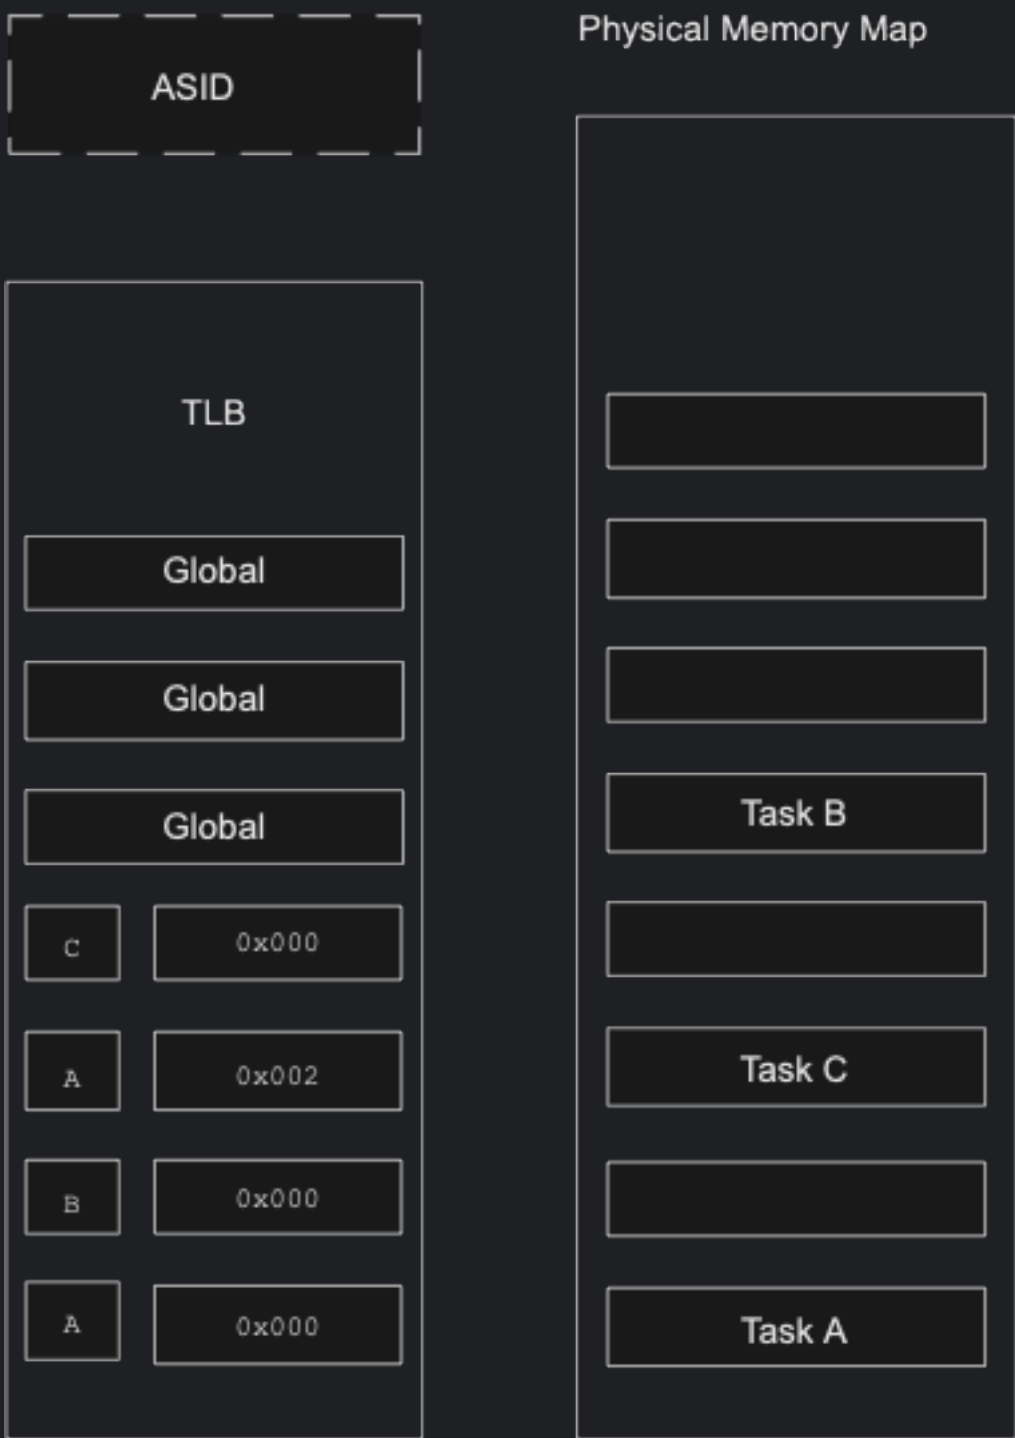 ASID
TLB
Global
Global
Global
C 0x000
A 0x002
B 0x000
A 0x000
Physical Memory Map
Task B
Task C
Task A